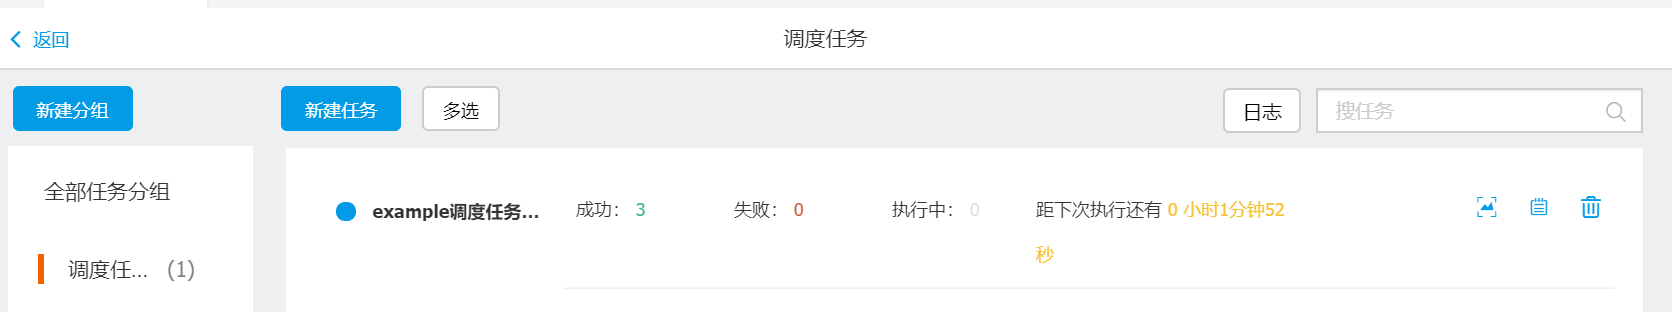 返回
调度任务
新建分组
新建任务
多选
日志
搜任务
全部任务分组
调度任... (1)
example调度任务... 成功： 3 失败： 0 执行中： 0 距下次执行还有 0 小时1分钟52
秒